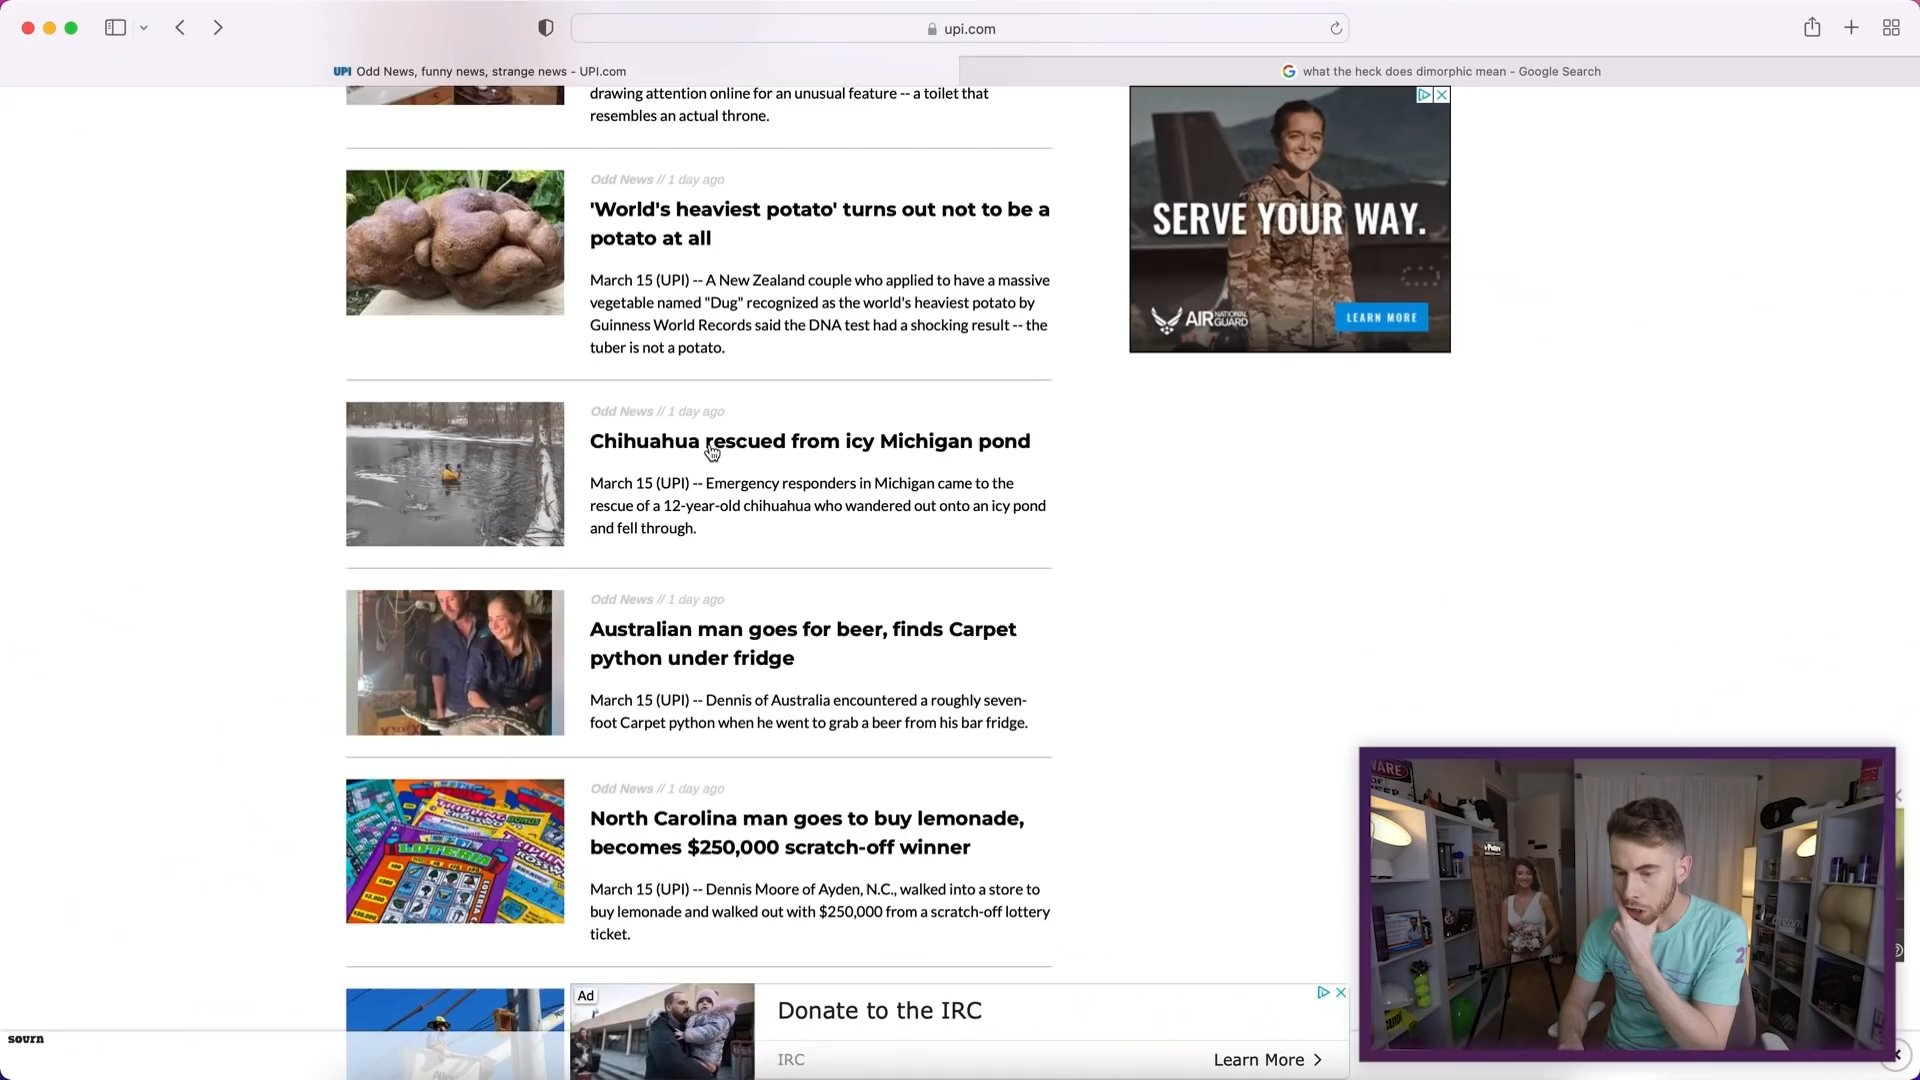 upi.com
UPI Odd News, funny news, strange news - UPI.com
what the heck does dimorphic mean - Google Search
drawing attention online for an unusual feature -- a toilet that
resembles an actual throne.
Odd News // 1 day ago
'World's heaviest potato' turns out not to be a
potato at all
March 15 (UPI) -- A New Zealand couple who applied to have a massive
vegetable named "Dug" recognized as the world's heaviest potato by
Guinness World Records said the DNA test had a shocking result -- the
tuber is not a potato.
SERVE YOUR WAY.
AIR NATIONAL GUARD
LEARN MORE
Odd News // 1 day ago
Chihuahua rescued from icy Michigan pond
March 15 (UPI) -- Emergency responders in Michigan came to the
rescue of a 12-year-old chihuahua who wandered out onto an icy pond
and fell through.
Odd News // 1 day ago
Australian man goes for beer, finds Carpet
python under fridge
March 15 (UPI) -- Dennis of Australia encountered a roughly seven-
foot Carpet python when he went to grab a beer from his bar fridge.
Odd News // 1 day ago
North Carolina man goes to buy lemonade,
becomes $250,000 scratch-off winner
March 15 (UPI) -- Dennis Moore of Ayden, N.C., walked into a store to
buy lemonade and walked out with $250,000 from a scratch-off lottery
ticket.
LOTERIA
Ad
Donate to the IRC
IRC
Learn More >
sovrn